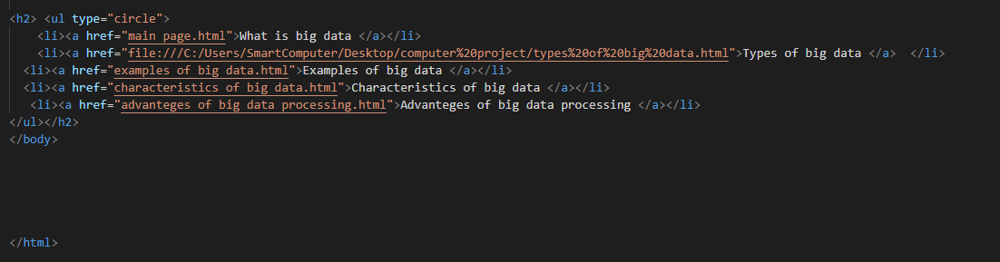 <h2> <ul type="circle">
<li><a href="main page.html">What is big data </a></li>
<li><a href="file:///C:/Users/SmartComputer/Desktop/computer%20project/types%20of%20big%20data.html">Types of big data </a>  </li>
<li><a href="examples of big data.html">Examples of big data </a></li>
<li><a href="characteristics of big data.html">Characteristics of big data </a></li>
<li><a href="advanteges of big data processing.html">Advanteges of big data processing </a></li>
</ul></h2>
</body>
</html>